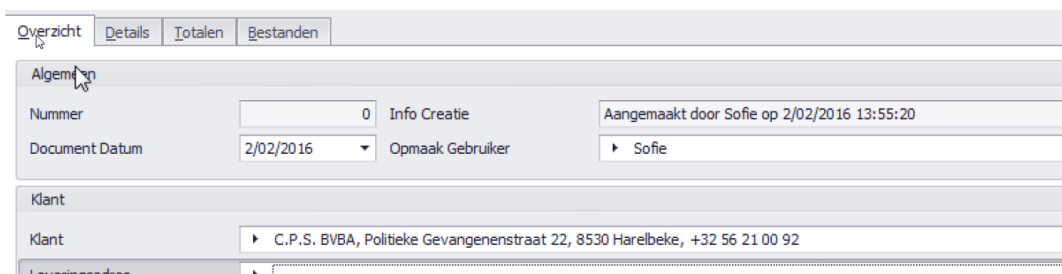 Overzicht Details Totalen Bestanden
Algemeen
Nummer 0 Info Creatie Aangemaakt door Sofie op 2/02/2016 13:55:20
Document Datum 2/02/2016 Opmaak Gebruiker Sofie
Klant
Klant C.P.S. BVBA, Politieke Gevangenenstraat 22, 8530 Harelbeke, +32 56 21 00 92